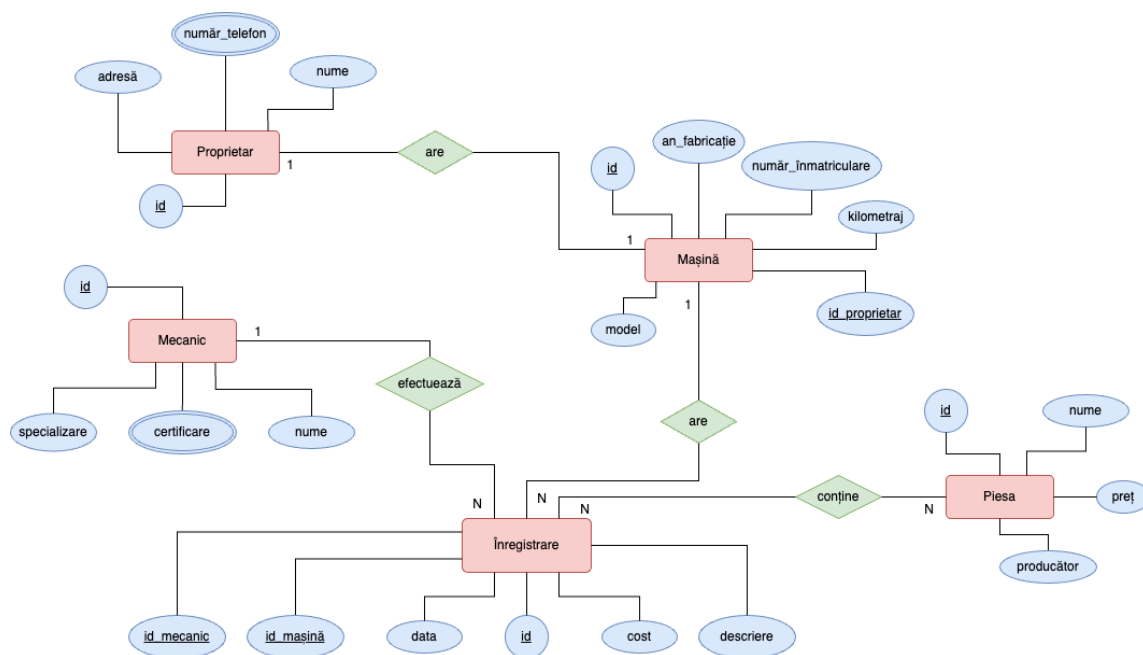 număr_telefon
adresă
nume
Proprietar
1
are
id
an_fabricație
id
număr_înmatriculare
kilometraj
1
Mașină
1
id_proprietar
model
id
Mecanic
1
efectuează
specializare
certificare
nume
are
id
nume
N
N
N
conține
N
Piesa
preț
Înregistrare
producător
id_mecanic
id_mașină
data
id
cost
descriere